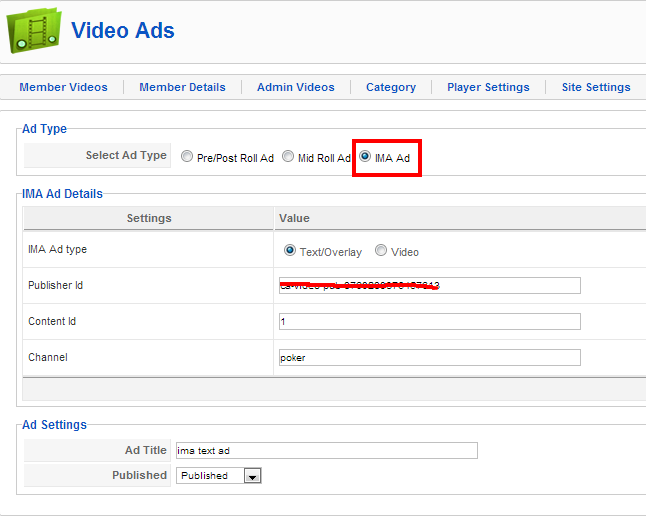 Video Ads
Member Videos Member Details Admin Videos Category Player Settings Site Settings
Ad Type
Select Ad Type Pre/Post Roll Ad Mid Roll Ad IMA Ad
IMA Ad Details
Settings Value
IMA Ad type Text/Overlay Video
Publisher Id
Content Id 1
Channel poker
Ad Settings
Ad Title ima text ad
Published Published